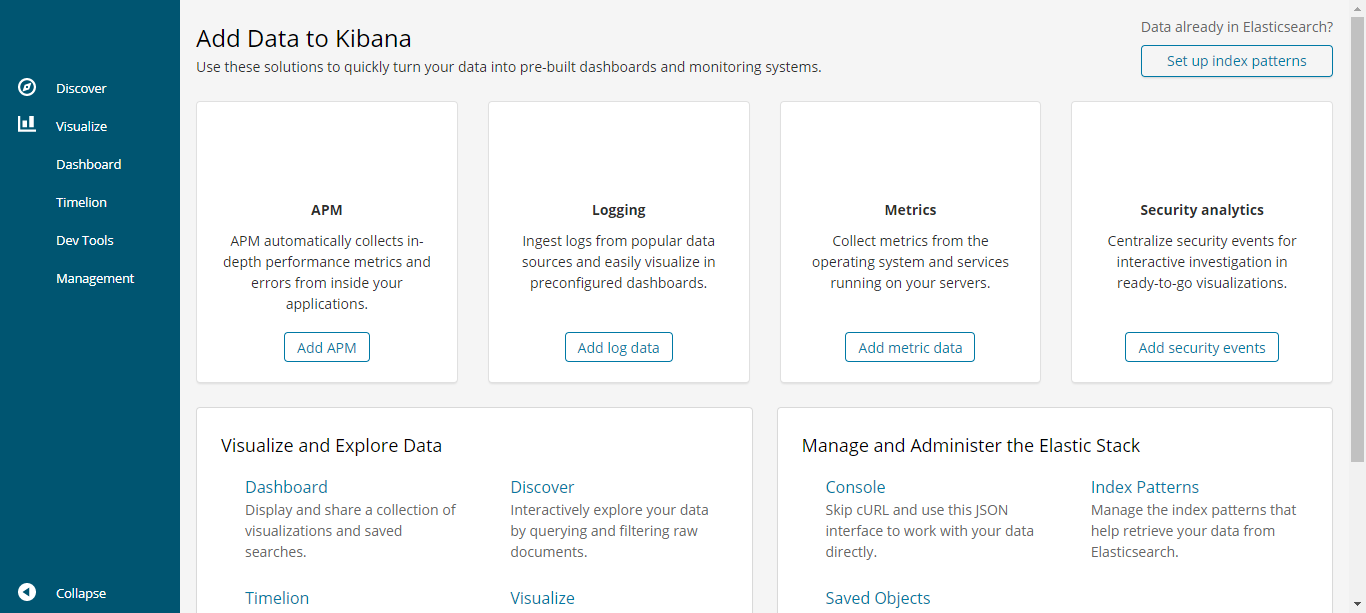 Discover
Visualize
Dashboard
Timelion
Dev Tools
Management
Collapse
Add Data to Kibana
Use these solutions to quickly turn your data into pre-built dashboards and monitoring systems.
Data already in Elasticsearch?
Set up index patterns
APM
APM automatically collects in-
depth performance metrics and
errors from inside your
applications.
Add APM
Logging
Ingest logs from popular data
sources and easily visualize in
preconfigured dashboards.
Add log data
Metrics
Collect metrics from the
operating system and services
running on your servers.
Add metric data
Security analytics
Centralize security events for
interactive investigation in
ready-to-go visualizations.
Add security events
Visualize and Explore Data
Dashboard
Display and share a collection of
visualizations and saved
searches.
Discover
Interactively explore your data
by querying and filtering raw
documents.
Timelion
Visualize
Manage and Administer the Elastic Stack
Console
Skip cURL and use this JSON
interface to work with your data
directly.
Index Patterns
Manage the index patterns that
help retrieve your data from
Elasticsearch.
Saved Objects